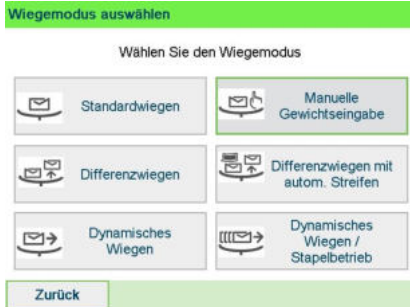 Wiegemodus auswählen
Wählen Sie den Wiegemodus
Standardwiegen
Manuelle
Gewichtseingabe
Differenzwiegen
Differenzwiegen mit
autom. Streifen
Dynamisches
Wiegen
Dynamisches
Wiegen /
Stapelbetrieb
Zurück